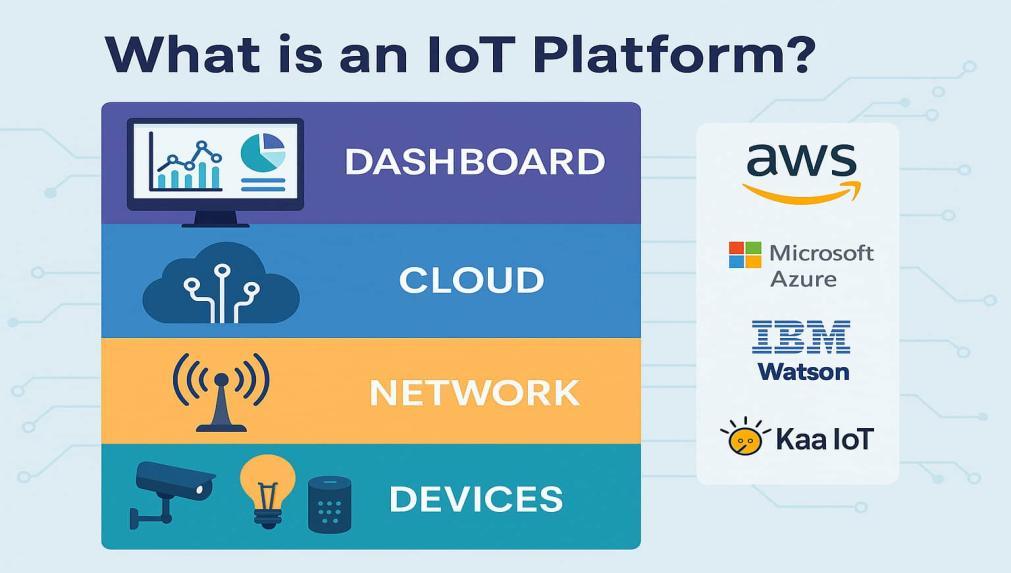 What is an IoT Platform?
DASHBOARD
CLOUD
NETWORK
DEVICES
aws
Microsoft
Azure
IBM
Watson
Kaa IoT